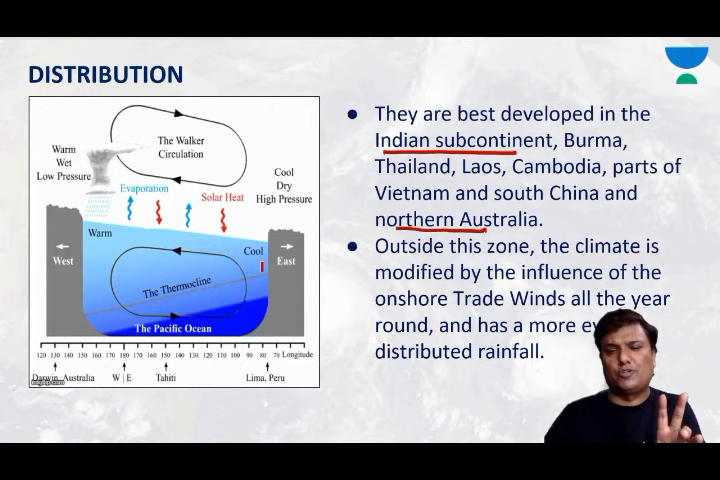 DISTRIBUTION
The Walker
Circulation
Warm
Wet
Low Pressure
Cool
Dry
High Pressure
Evaporation
Solar Heat
Warm
Cool
West
East
The Thermocline
The Pacific Ocean
120 130 140 150 160 170 180 170 160 150 140 130 120 110 100 90 80 70 Longitude
Darwin, Australia W | E Tahiti Lima, Peru
● They are best developed in the
Indian subcontinent, Burma,
Thailand, Laos, Cambodia, parts of
Vietnam and south China and
northern Australia.
● Outside this zone, the climate is
modified by the influence of the
onshore Trade Winds all the year
round, and has a more
distributed rainfall.